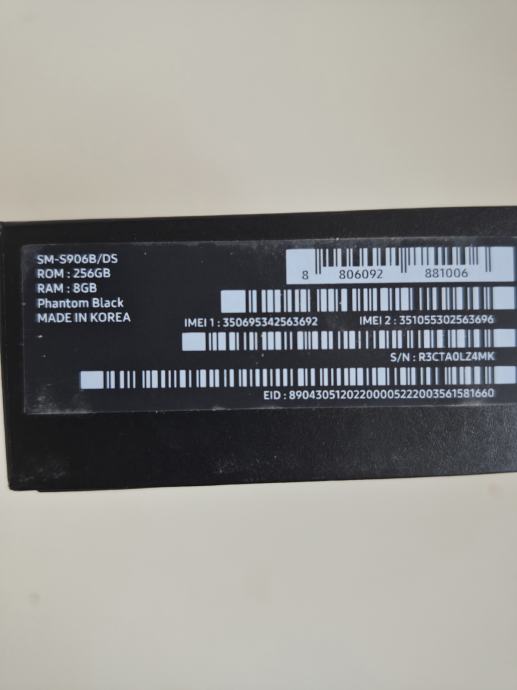 SM-S906B/DS
ROM : 256GB
RAM : 8GB
Phantom Black
MADE IN KOREA
8 806092 881006
IMEI 1 : 350695342563692 IMEI 2 : 351055302563696
S/N : R3CTA0LZ4MK
EID : 89043051202200005222003561581660